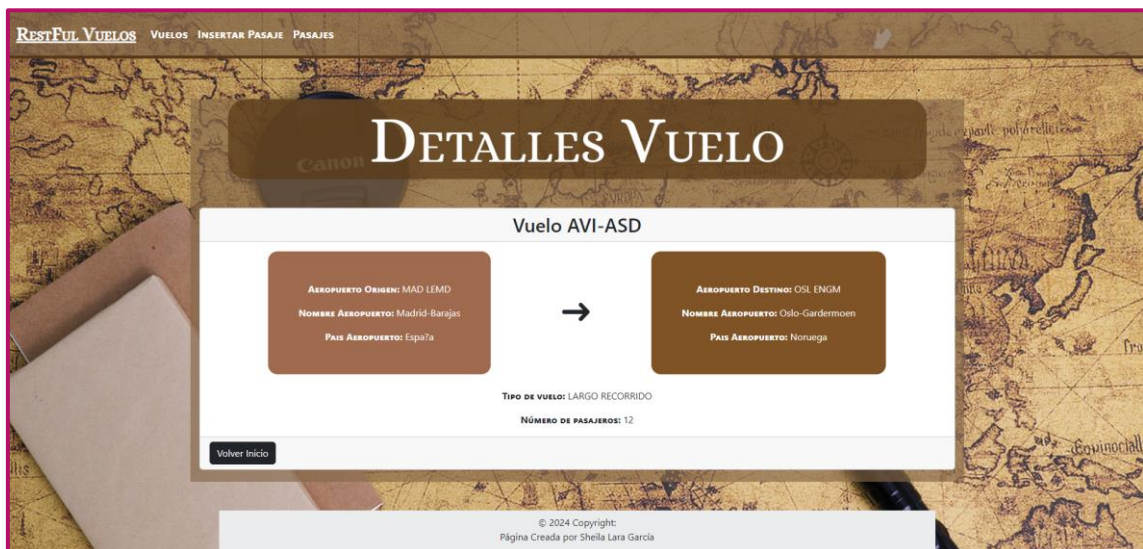 RESTFUL VUELOS VUELOS INSERTAR PASAJE PASAJES
Canon
DETALLES VUELO
Vuelo AVI-ASD
AEROPUERTO ORIGEN: MAD LEMD
NOMBRE AEROPUERTO: Madrid-Barajas
PAIS AEROPUERTO: Espa?a
AEROPUERTO DESTINO: OSL ENGM
NOMBRE AEROPUERTO: Oslo-Gardermoen
PAIS AEROPUERTO: Noruega
TIPO DE VUELO: LARGO RECORRIDO
NÚMERO DE PASAJEROS: 12
Volver Inicio
© 2024 Copyright:
Página Creada por Sheila Lara García